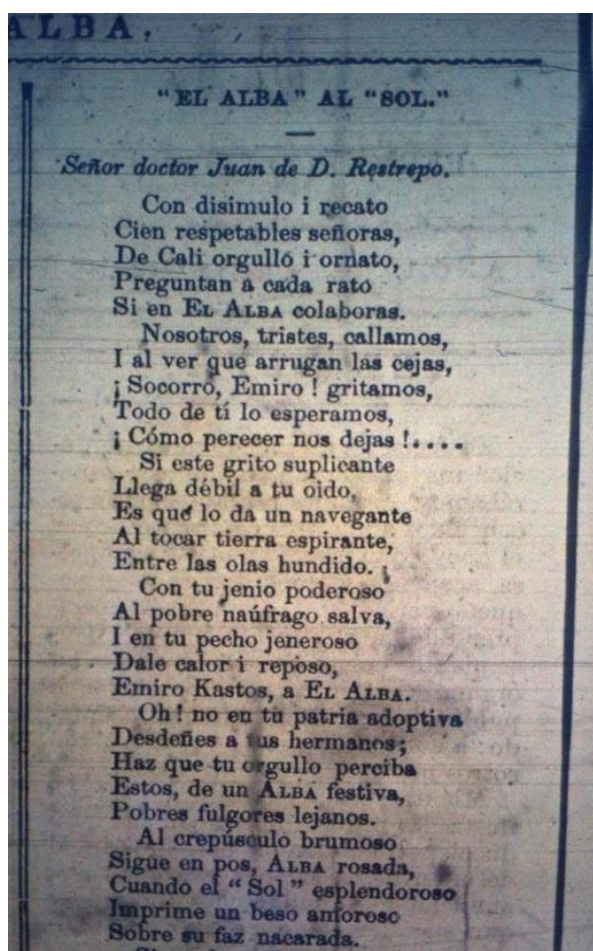 ALBA.
"EL ALBA" AL "SOL."
Señor doctor Juan de D. Restrepo.
Con disimulo i recato
Cien respetables señoras,
De Cali orgullo i ornato,
Preguntan a cada rato
Si en EL ALBA colaboras.
Nosotros, tristes, callamos,
I al ver que arrugan las cejas,
¡ Socorro, Emiro ! gritamos,
Todo de tí lo esperamos,
¡ Cómo perecer nos dejas !....
Si este grito suplicante
Llega débil a tu oido,
Es que lo da un navegante
Al tocar tierra espirante,
Entre las olas hundido.
Con tu jenio poderoso
Al pobre naúfrago salva,
I en tu pecho jeneroso
Dale calor i reposo,
Emiro Kastos, a EL ALBA.
Oh ! no en tu patria adoptiva
Desdeñes a tus hermanos ;
Haz que tu orgullo perciba
Estos, de un ALBA festiva,
Pobres fulgores lejanos.
Al crepúsculo brumoso
Sigue en pos, ALBA rosada,
Cuando el " Sol " esplendoroso
Imprime un beso amoroso
Sobre su faz nacarada.